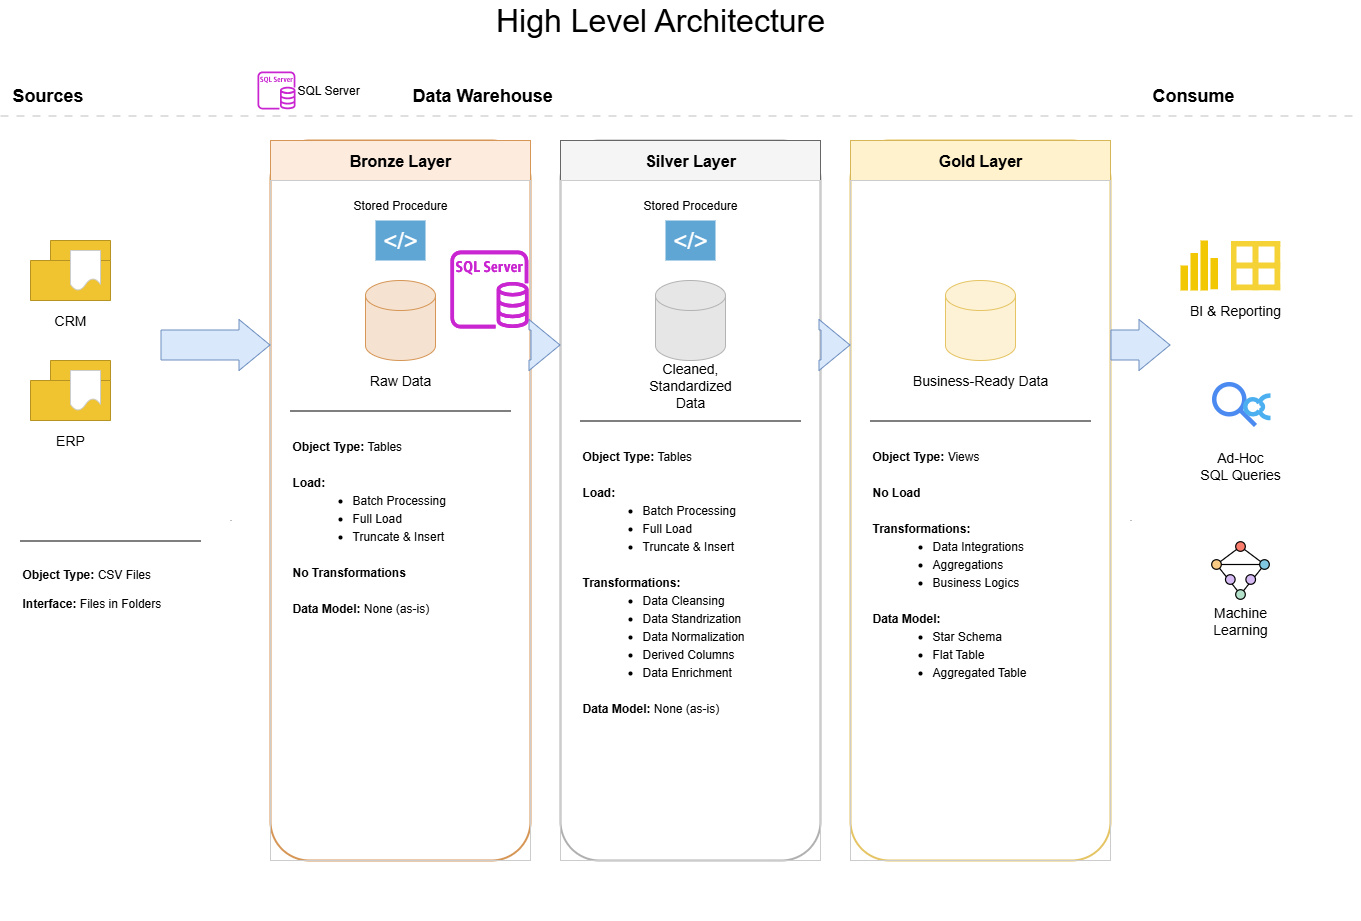 High Level Architecture
Sources
SQL Server
SQL Server
Data Warehouse
Consume
Bronze Layer
Stored Procedure
</>
SQL Server
Raw Data
Object Type: Tables
Load:
• Batch Processing
• Full Load
• Truncate & Insert
No Transformations
Data Model: None (as-is)
Silver Layer
Stored Procedure
</>
Cleaned,
Standardized
Data
Object Type: Tables
Load:
• Batch Processing
• Full Load
• Truncate & Insert
Transformations:
• Data Cleansing
• Data Standrization
• Data Normalization
• Derived Columns
• Data Enrichment
Data Model: None (as-is)
Gold Layer
Business-Ready Data
Object Type: Views
No Load
Transformations:
• Data Integrations
• Aggregations
• Business Logics
Data Model:
• Star Schema
• Flat Table
• Aggregated Table
CRM
ERP
Object Type: CSV Files
Interface: Files in Folders
BI & Reporting
Ad-Hoc
SQL Queries
Machine
Learning